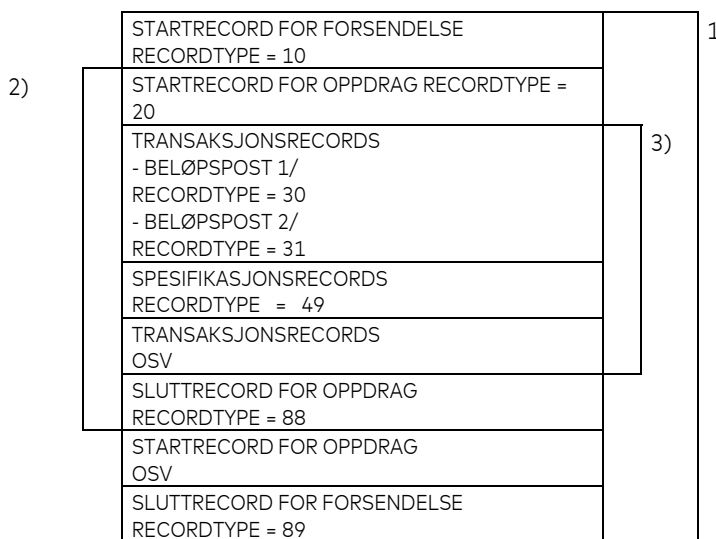 STARTRECORD FOR FORSENDELSE
1
RECORDTYPE = 10
2)
STARTRECORD FOR OPPDRAG RECORDTYPE =
20
TRANSAKSJONSRECORDS
3)
- BELØPSPOST 1/
RECORDTYPE = 30
- BELØPSPOST 2/
RECORDTYPE = 31
SPESIFIKASJONSRECORDS
RECORDTYPE = 49
TRANSAKSJONSRECORDS
OSV
SLUTTRECORD FOR OPPDRAG
RECORDTYPE = 88
STARTRECORD FOR OPPDRAG
OSV
SLUTTRECORD FOR FORSENDELSE
RECORDTYPE = 89